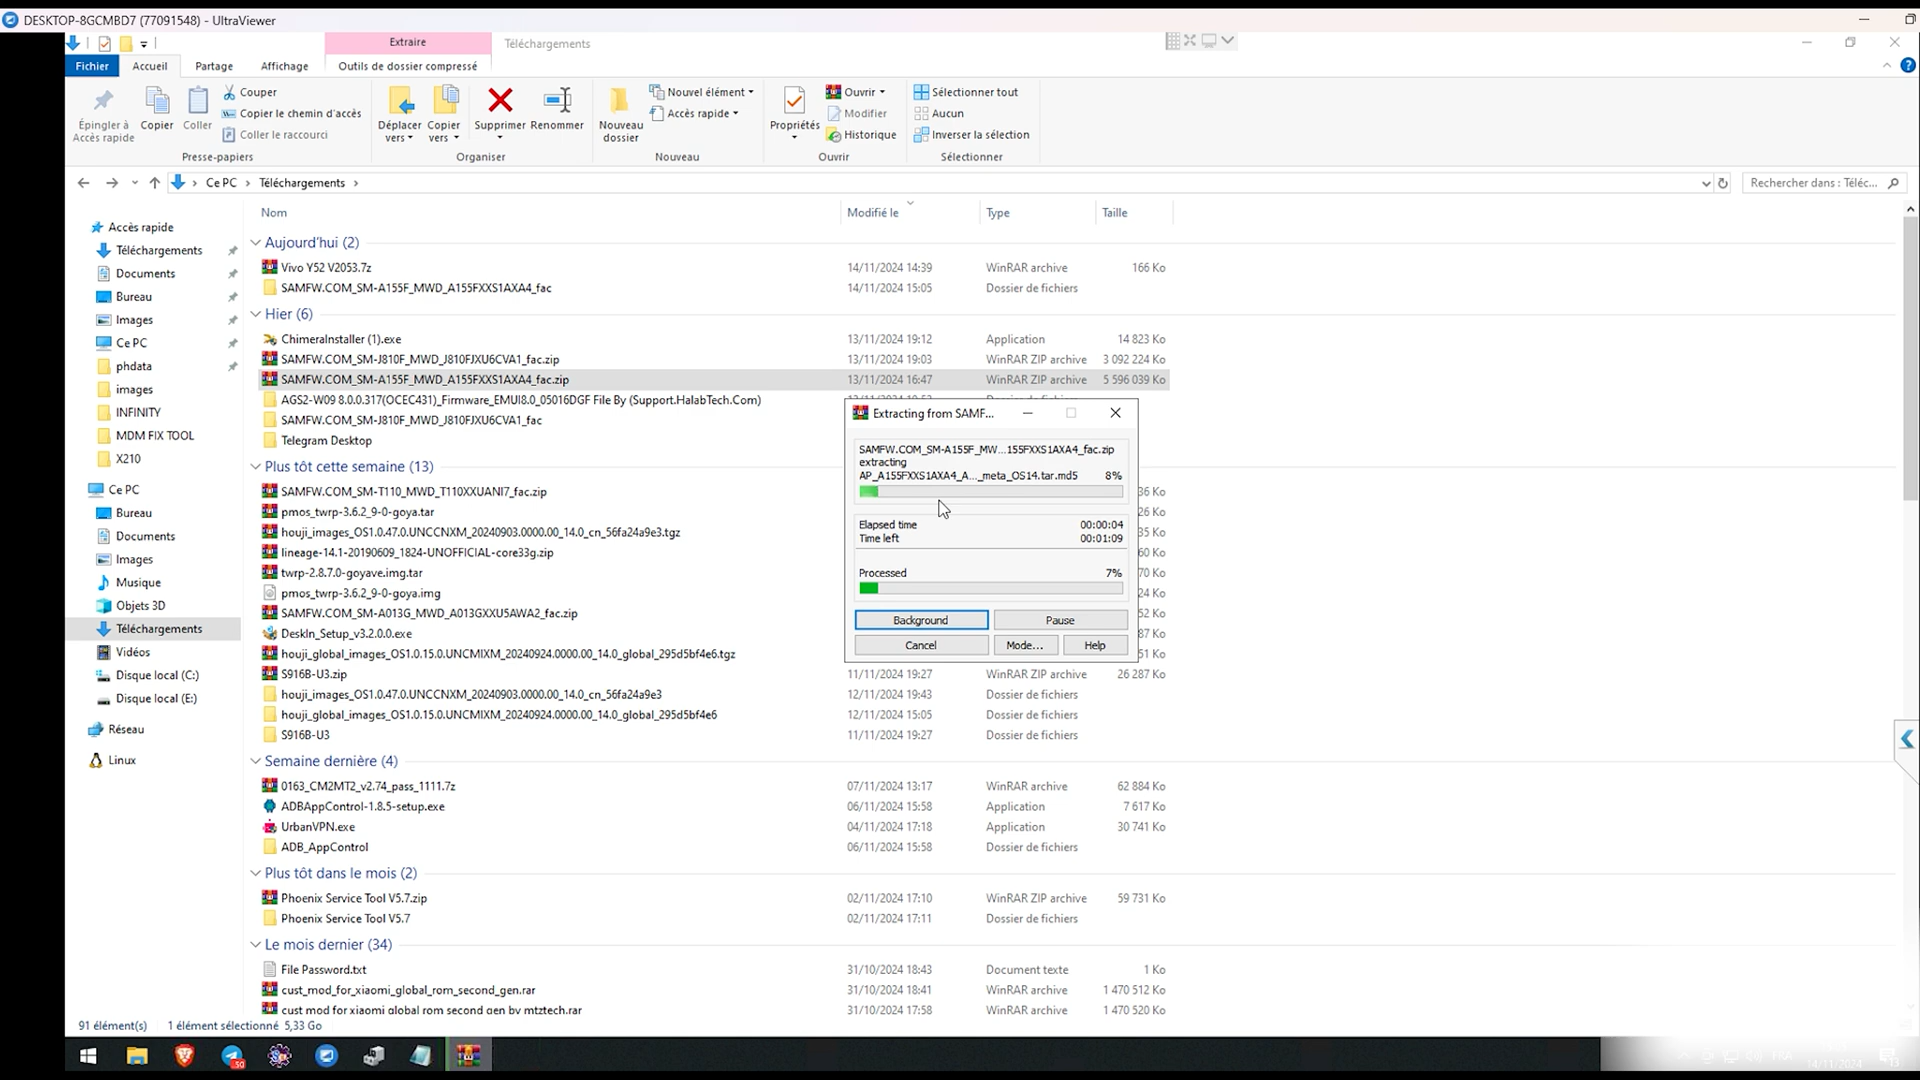 DESKTOP-8GCMBD7 (77091548) - UltraViewer
Extraire
Téléchargements
Fichier
Accueil
Partage
Affichage
Outils de dossier compressé
Épingler à Accès rapide
Copier
Coller
Couper
Copier le chemin d'accès
Coller le raccourci
Presse-papiers
Déplacer vers
Copier vers
Supprimer
Renommer
Organiser
Nouveau dossier
Nouvel élément
Accès rapide
Nouveau
Propriétés
Ouvrir
Modifier
Historique
Ouvrir
Sélectionner tout
Aucun
Inverser la sélection
Sélectionner
Ce PC
Téléchargements
Rechercher dans : Téléc...
Nom
Modifié le
Type
Taille
Accès rapide
Téléchargements
Documents
Bureau
Images
Ce PC
phdata
images
INFINITY
MDM FIX TOOL
X210
Ce PC
Bureau
Documents
Images
Musique
Objets 3D
Téléchargements
Vidéos
Disque local (C:)
Disque local (E:)
Réseau
Linux
Aujourd'hui (2)
Vivo Y52 V2053.7z 14/11/2024 14:39 WinRAR archive 166 Ko
SAMFW.COM_SM-A155F_MWD_A155FXXS1AXA4_fac 14/11/2024 15:05 Dossier de fichiers
Hier (6)
ChimeraInstaller (1).exe 13/11/2024 19:12 Application 14 823 Ko
SAMFW.COM_SM-J810F_MWD_J810FJXU6CVA1_fac.zip 13/11/2024 19:03 WinRAR ZIP archive 3 092 224 Ko
SAMFW.COM_SM-A155F_MWD_A155FXXS1AXA4_fac.zip 13/11/2024 16:47 WinRAR ZIP archive 5 596 039 Ko
AGS2-W09 8.0.0.317(OCEC431)_Firmware_EMUI8.0_05016DGF File By (Support.HalabTech.Com)
SAMFW.COM_SM-J810F_MWD_J810FJXU6CVA1_fac
Telegram Desktop
Plus tôt cette semaine (13)
SAMFW.COM_SM-T110_MWD_T110XXUANI7_fac.zip 36 Ko
pmos_twrp-3.6.2_9-0-goya.tar 26 Ko
houji_images_OS1.0.47.0.UNCCNXM_20240903.0000.00_14.0_cn_56fa24a9e3.tgz 35 Ko
lineage-14.1-20190609_1824-UNOFFICIAL-core33g.zip 60 Ko
twrp-2.8.7.0-goyave.img.tar 70 Ko
pmos_twrp-3.6.2_9-0-goya.img 24 Ko
SAMFW.COM_SM-A013G_MWD_A013GXXU5AWA2_fac.zip 52 Ko
DeskIn_Setup_v3.2.0.0.exe 87 Ko
houji_global_images_OS1.0.15.0.UNCMIXM_20240924.0000.00_14.0_global_295d5bf4e6.tgz 51 Ko
S916B-U3.zip 11/11/2024 19:27 WinRAR ZIP archive 26 287 Ko
houji_images_OS1.0.47.0.UNCCNXM_20240903.0000.00_14.0_cn_56fa24a9e3 12/11/2024 19:43 Dossier de fichiers
houji_global_images_OS1.0.15.0.UNCMIXM_20240924.0000.00_14.0_global_295d5bf4e6 12/11/2024 15:05 Dossier de fichiers
S916B-U3 11/11/2024 19:27 Dossier de fichiers
Semaine dernière (4)
0163_CM2MT2_v2.74_pass_1111.7z 07/11/2024 13:17 WinRAR archive 62 884 Ko
ADBAppControl-1.8.5-setup.exe 06/11/2024 15:58 Application 7 617 Ko
UrbanVPN.exe 04/11/2024 17:18 Application 30 741 Ko
ADB_AppControl 06/11/2024 15:58 Dossier de fichiers
Plus tôt dans le mois (2)
Phoenix Service Tool V5.7.zip 02/11/2024 17:10 WinRAR ZIP archive 59 731 Ko
Phoenix Service Tool V5.7 02/11/2024 17:11 Dossier de fichiers
Le mois dernier (34)
File Password.txt 31/10/2024 18:43 Document texte 1 Ko
cust_mod_for_xiaomi_global_rom_second_gen.rar 31/10/2024 18:41 WinRAR archive 1 470 512 Ko
cust mod for xiaomi global rom second gen by mtztech.rar 31/10/2024 17:58 WinRAR archive 1 470 520 Ko
Extracting from SAMF...
SAMFW.COM_SM-A155F_MW...155FXXS1AXA4_fac.zip
extracting
AP_A155FXXS1AXA4_A..._meta_OS14.tar.md5 8%
Elapsed time 00:00:04
Time left 00:01:09
Processed 7%
Background
Pause
Cancel
Mode...
Help
91 élément(s) 1 élément sélectionné 5,33 Go
50
FRA
14/11/2024